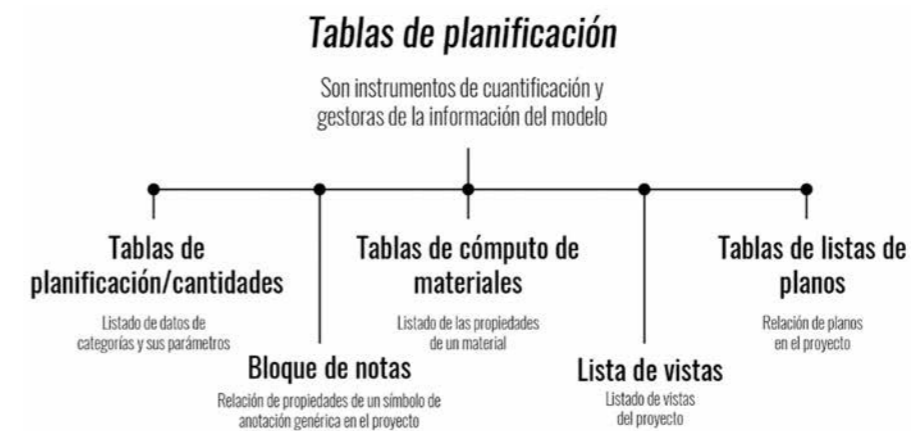 Tablas de planificación
Son instrumentos de cuantificación y
gestoras de la información del modelo
Tablas de
planificación/cantidades
Listado de datos de
categorías y sus parámetros
Bloque de notas
Relación de propiedades de un símbolo de
anotación genérica en el proyecto
Tablas de cómputo de
materiales
Listado de las propiedades
de un material
Lista de vistas
Listado de vistas
del proyecto
Tablas de listas de
planos
Relación de planos
en el proyecto